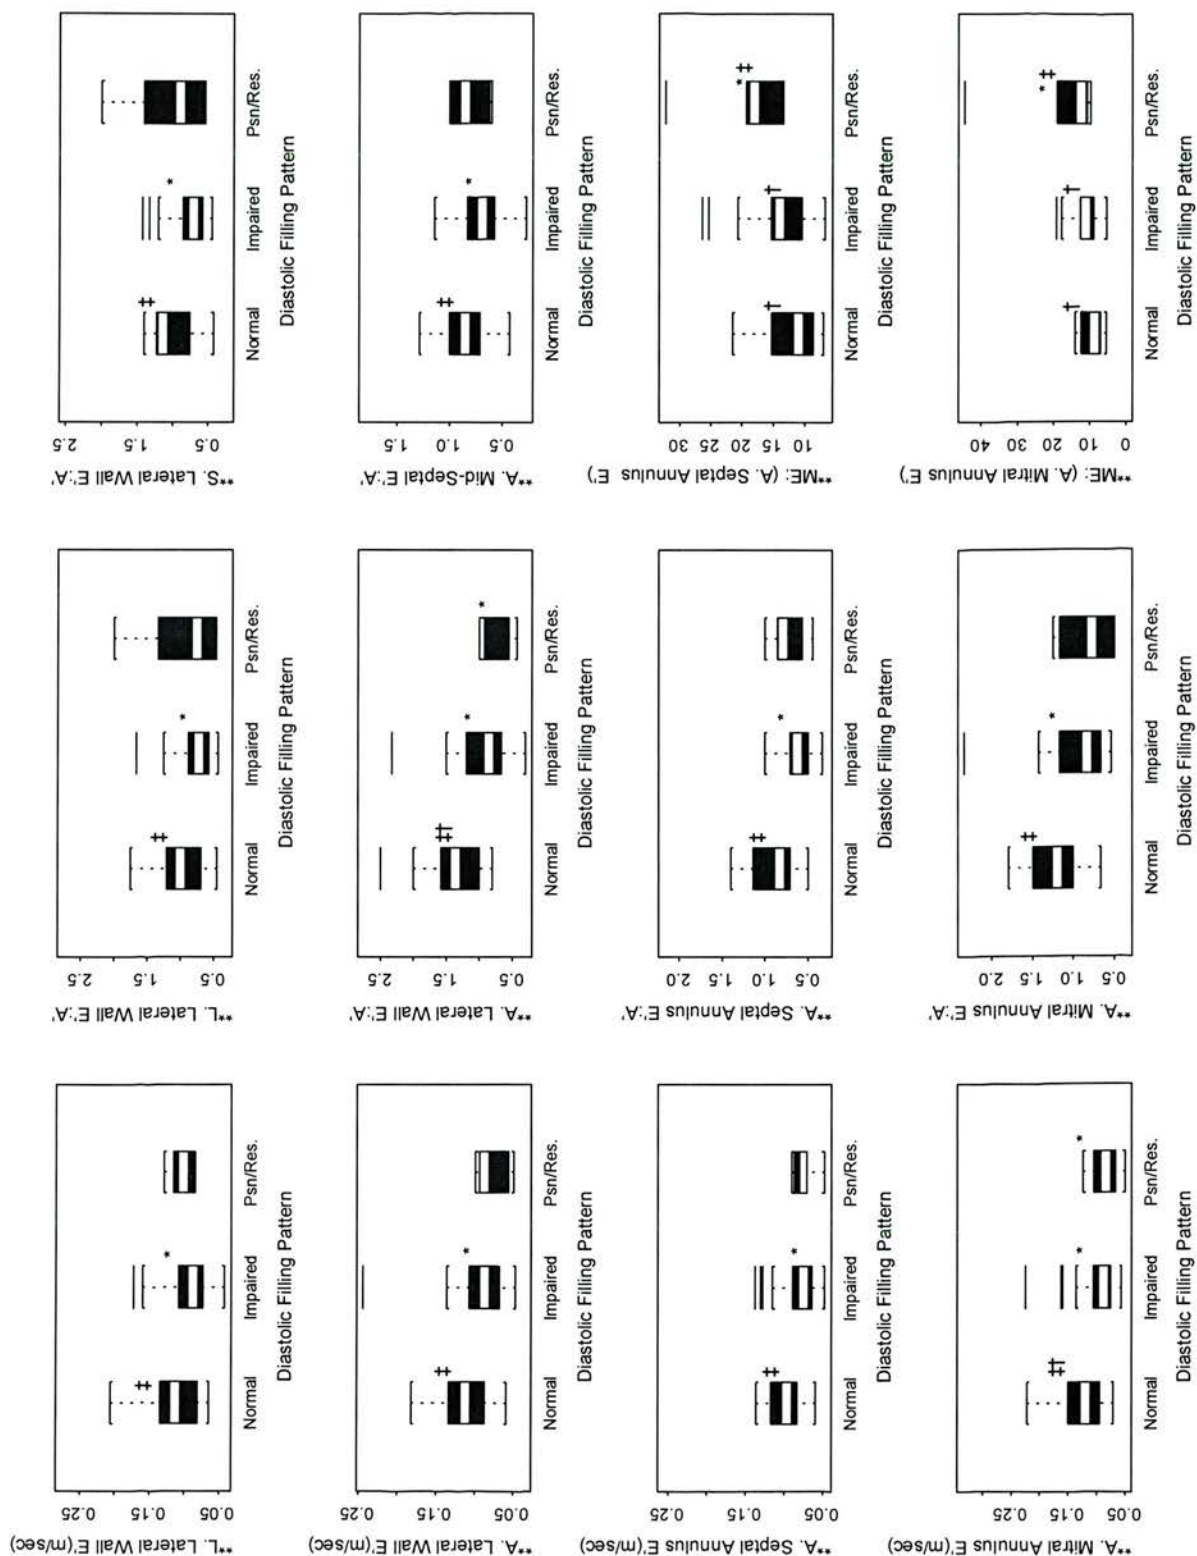 **L. Lateral Wall E'(m/sec)
0.05 0.15 0.25
‡
*
Normal Impaired Psn/Res.
Diastolic Filling Pattern
**L. Lateral Wall E':A'
0.5 1.5 2.5
‡
*
Normal Impaired Psn/Res.
Diastolic Filling Pattern
**S. Lateral Wall E':A'
0.5 1.5 2.5
‡
*
Normal Impaired Psn/Res.
Diastolic Filling Pattern
**A. Lateral Wall E'(m/sec)
0.05 0.15 0.25
‡
*
Normal Impaired Psn/Res.
Diastolic Filling Pattern
**A. Lateral Wall E':A'
0.5 1.5 2.5
‡†
*
*
Normal Impaired Psn/Res.
Diastolic Filling Pattern
**A. Mid-Septal E':A'
0.5 1.0 1.5
‡
*
Normal Impaired Psn/Res.
Diastolic Filling Pattern
**A. Septal Annulus E'(m/sec)
0.05 0.15 0.25
‡
*
Normal Impaired Psn/Res.
Diastolic Filling Pattern
**A. Septal Annulus E':A'
0.5 1.0 1.5 2.0
‡
*
Normal Impaired Psn/Res.
Diastolic Filling Pattern
**ME: (A. Septal Annulus E')
10 15 20 25 30
†
†
*‡
Normal Impaired Psn/Res.
Diastolic Filling Pattern
**A. Mitral Annulus E'(m/sec)
0.05 0.15 0.25
‡†
*
*
Normal Impaired Psn/Res.
Diastolic Filling Pattern
**A. Mitral Annulus E':A'
0.5 1.0 1.5 2.0
‡
*
Normal Impaired Psn/Res.
Diastolic Filling Pattern
**ME: (A. Mitral Annulus E')
0 10 20 30 40
†
†
*‡
Normal Impaired Psn/Res.
Diastolic Filling Pattern